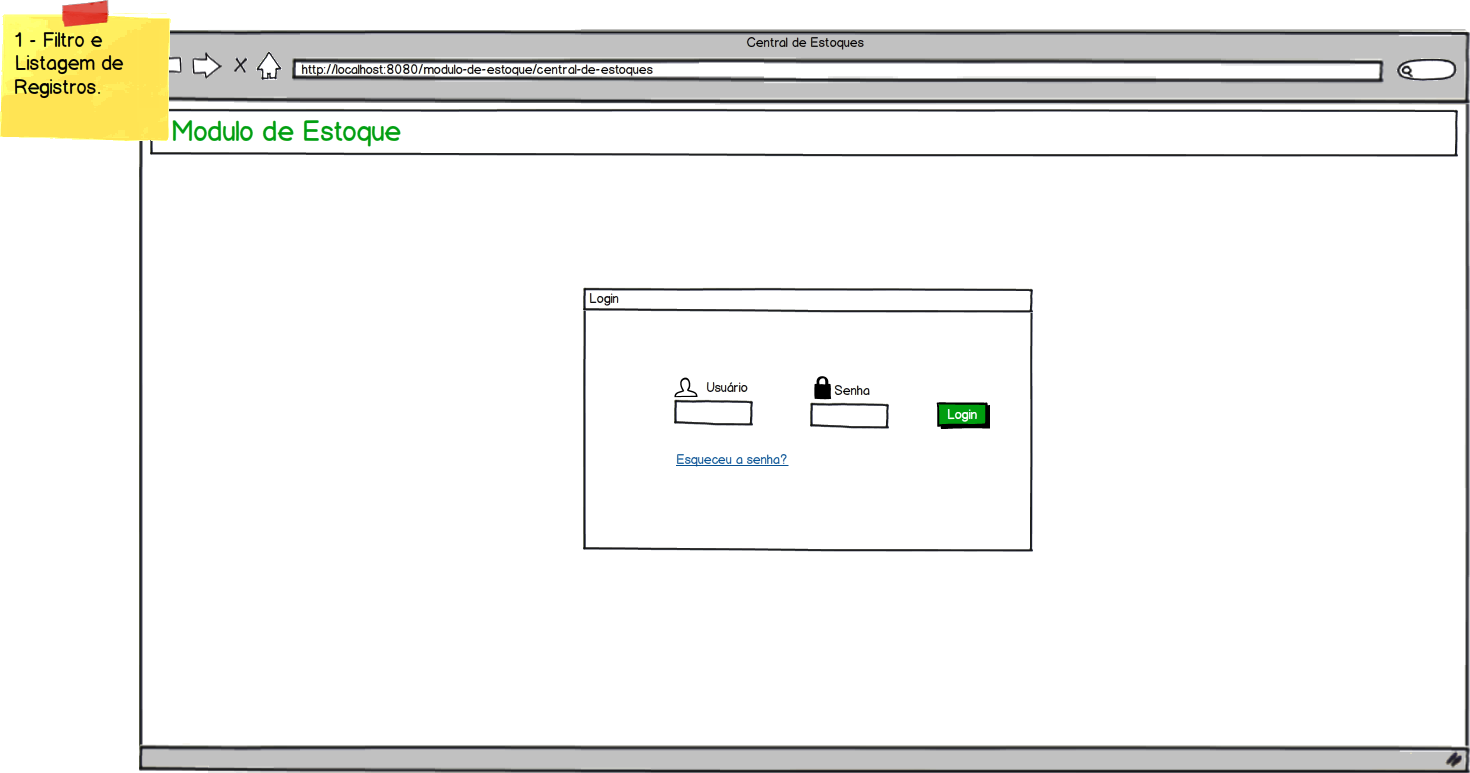 1 - Filtro e
Listagem de
Registros.
Central de Estoques
http://localhost:8080/modulo-de-estoque/central-de-estoques
Modulo de Estoque
Login
Usuário
Senha
Login
Esqueceu a senha?